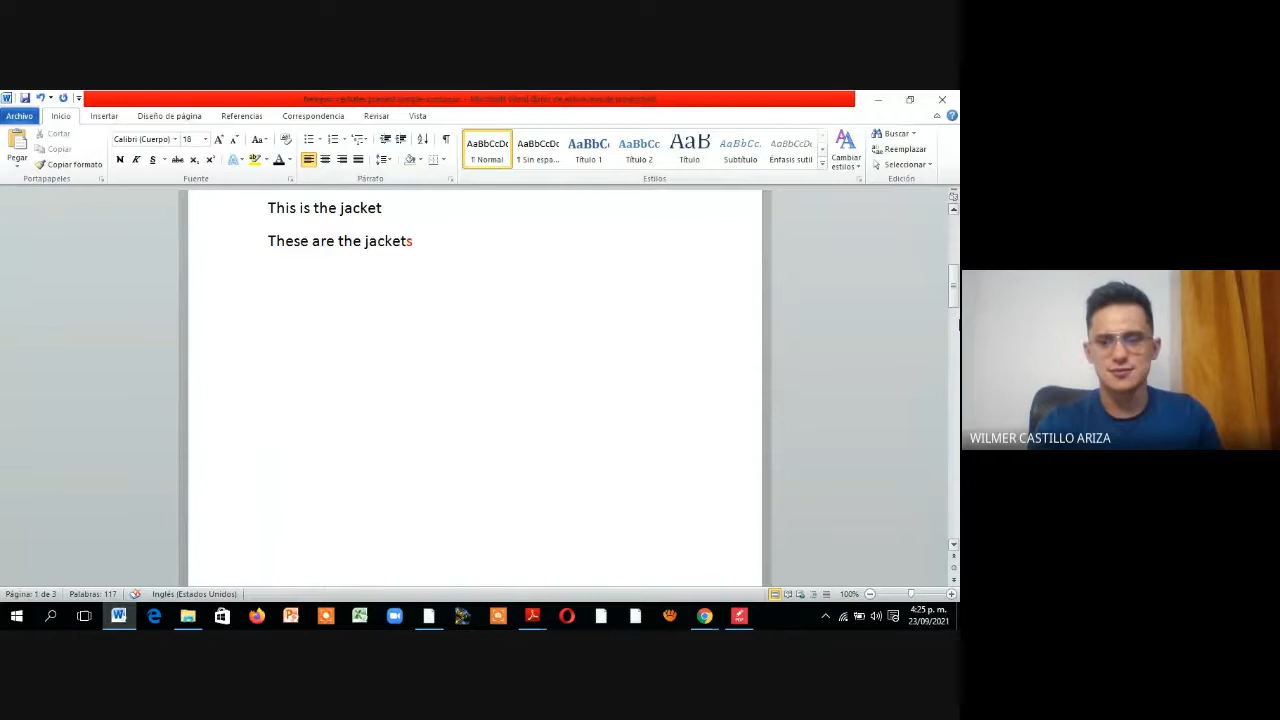 Archivo Inicio Insertar Diseño de página Referencias Correspondencia Revisar Vista
Pegar
Cortar
Copiar
Copiar formato
Portapapeles
Calibri (Cuerpo) 18
Fuente
Párrafo
AaBbCcDc AaBbCcDc AaBbC AaBbCc AaB AaBbCc. AaBbCcDc
¶ Normal ¶ Sin espa... Título 1 Título 2 Título Subtítulo Énfasis sutil
Estilos
Cambiar
estilos
Buscar
Reemplazar
Seleccionar
Edición
This is the jacket
These are the jackets
WILMER CASTILLO ARIZA
Página: 1 de 3 Palabras: 117 Inglés (Estados Unidos) 100%
4:25 p. m.
23/09/2021